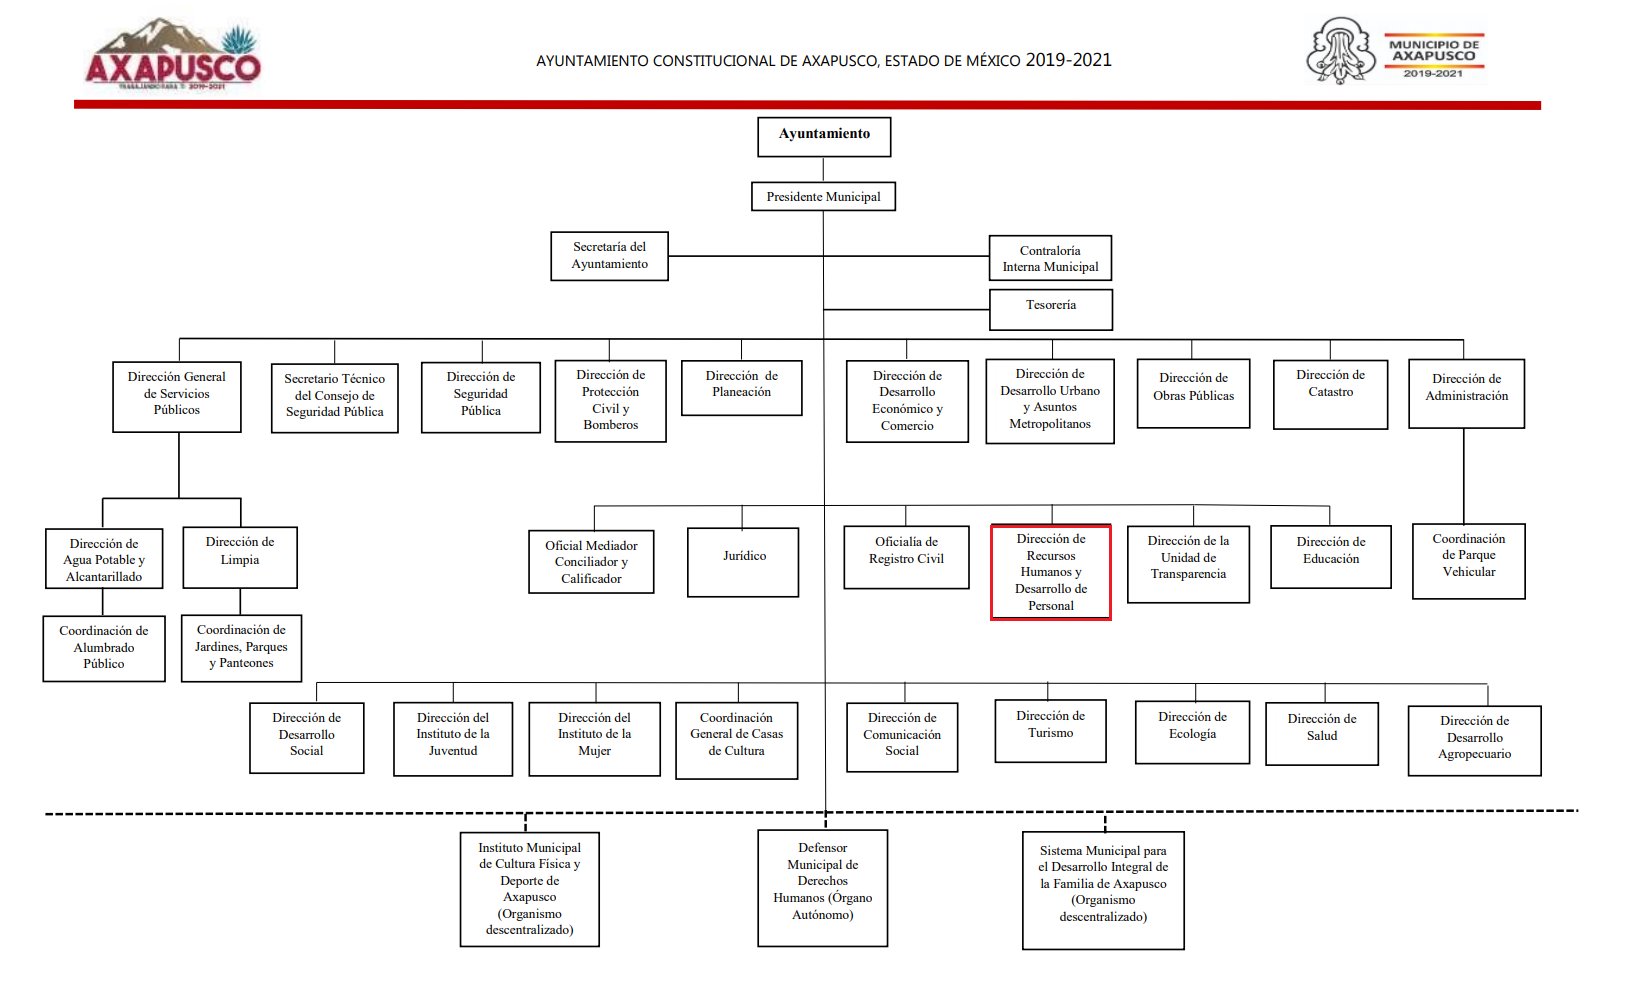 AXAPUSCO
TRABAJANDO PARA TI 2019-2021
AYUNTAMIENTO CONSTITUCIONAL DE AXAPUSCO, ESTADO DE MÉXICO 2019-2021
MUNICIPIO DE
AXAPUSCO
2019-2021
Ayuntamiento
Presidente Municipal
Secretaría del
Ayuntamiento
Contraloría
Interna Municipal
Tesorería
Dirección General
de Servicios
Públicos
Secretario Técnico
del Consejo de
Seguridad Pública
Dirección de
Seguridad
Pública
Dirección de
Protección
Civil y
Bomberos
Dirección de
Planeación
Dirección de
Desarrollo
Económico y
Comercio
Dirección de
Desarrollo Urbano
y Asuntos
Metropolitanos
Dirección de
Obras Públicas
Dirección de
Catastro
Dirección de
Administración
Dirección de
Agua Potable y
Alcantarillado
Dirección de
Limpia
Oficial Mediador
Conciliador y
Calificador
Jurídico
Oficialía de
Registro Civil
Dirección de
Recursos
Humanos y
Desarrollo de
Personal
Dirección de la
Unidad de
Transparencia
Dirección de
Educación
Coordinación
de Parque
Vehicular
Coordinación de
Alumbrado
Público
Coordinación de
Jardines, Parques
y Panteones
Dirección de
Desarrollo
Social
Dirección del
Instituto de la
Juventud
Dirección del
Instituto de la
Mujer
Coordinación
General de Casas
de Cultura
Dirección de
Comunicación
Social
Dirección de
Turismo
Dirección de
Ecología
Dirección de
Salud
Dirección de
Desarrollo
Agropecuario
Instituto Municipal
de Cultura Física y
Deporte de
Axapusco
(Organismo
descentralizado)
Defensor
Municipal de
Derechos
Humanos (Órgano
Autónomo)
Sistema Municipal para
el Desarrollo Integral de
la Familia de Axapusco
(Organismo
descentralizado)